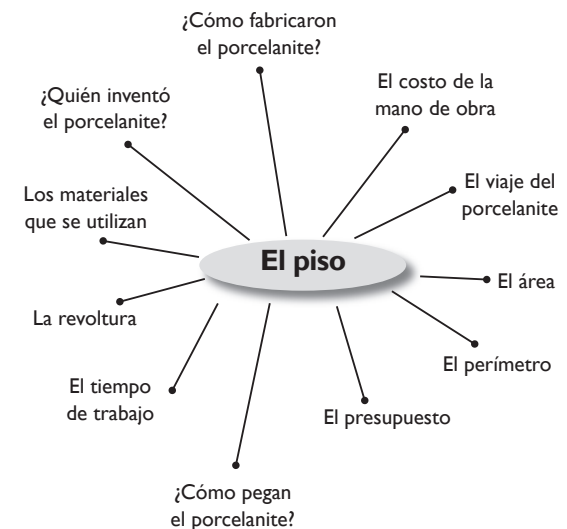 ¿Cómo fabricaron
el porcelanite?
El costo de la
mano de obra
¿Quién inventó
el porcelanite?
El viaje del
porcelanite
Los materiales
que se utilizan
El piso
El área
La revoltura
El perímetro
El tiempo
de trabajo
El presupuesto
¿Cómo pegan
el porcelanite?